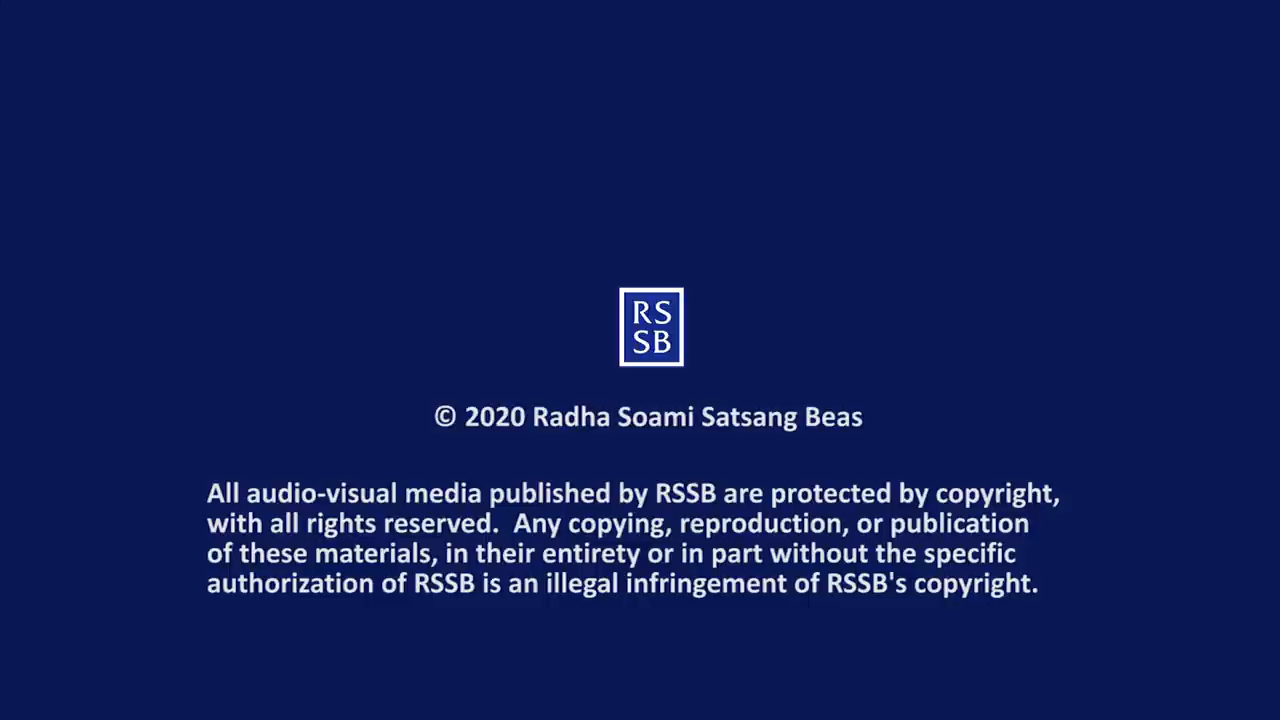 RS
SB
© 2020 Radha Soami Satsang Beas
All audio-visual media published by RSSB are protected by copyright,
with all rights reserved.  Any copying, reproduction, or publication
of these materials, in their entirety or in part without the specific
authorization of RSSB is an illegal infringement of RSSB's copyright.